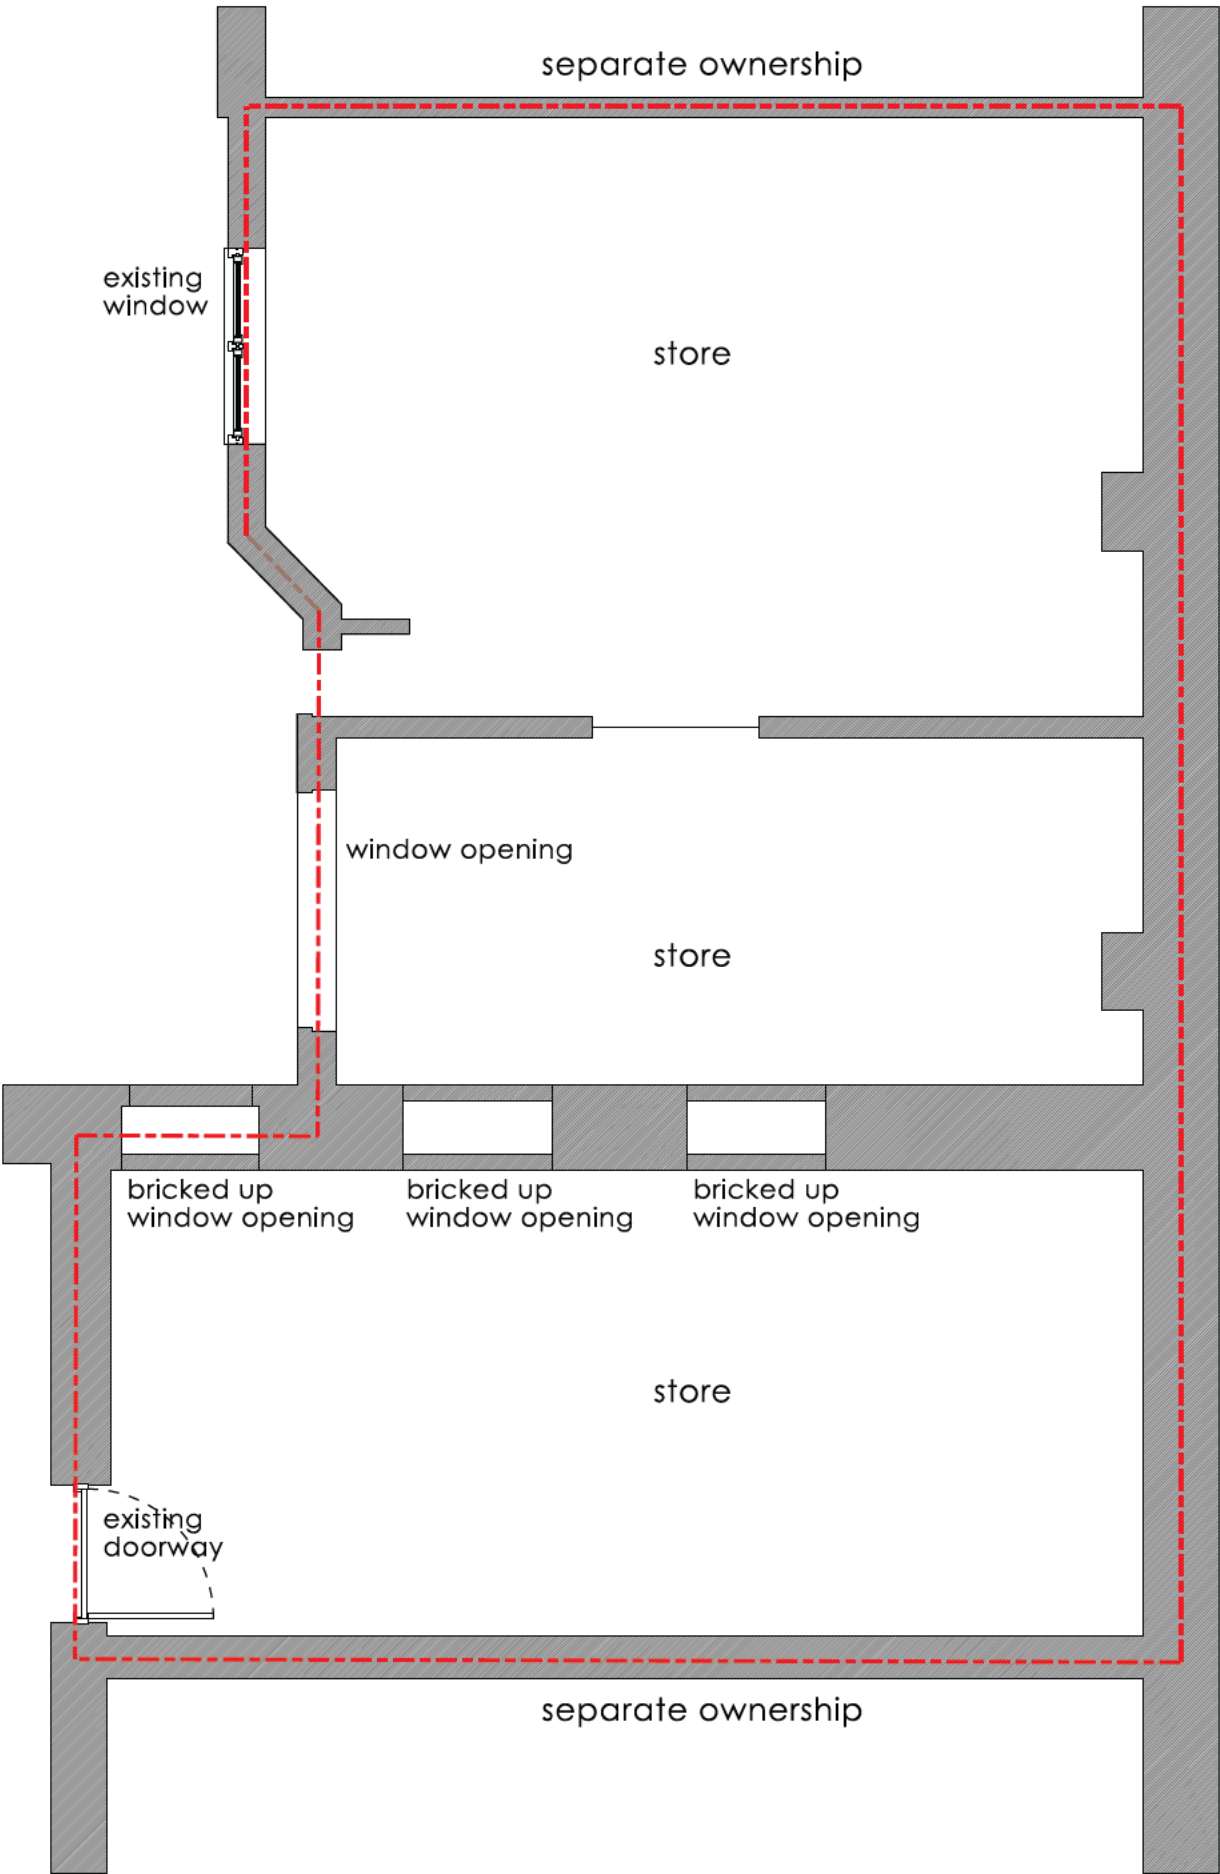 separate ownership
existing
window
store
window opening
store
bricked up
window opening
bricked up
window opening
bricked up
window opening
store
existing
doorway
separate ownership